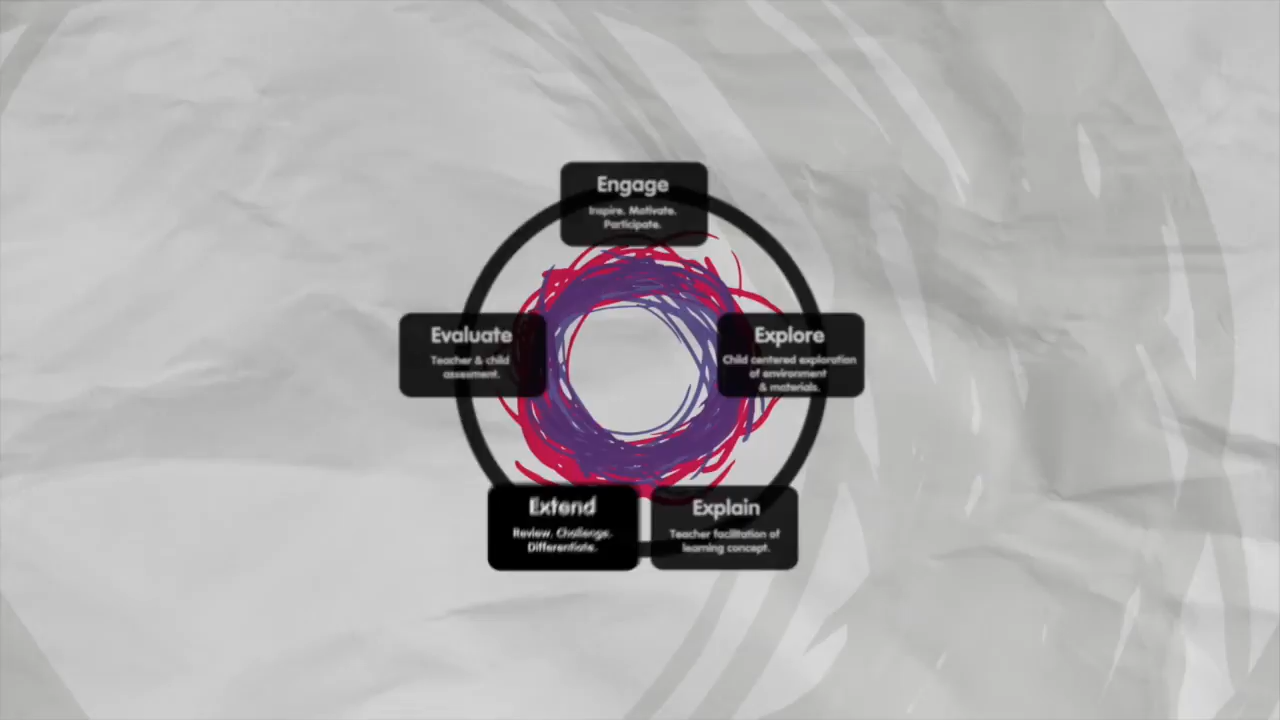 Engage
Inspire. Motivate.
Participate.
Explore
Child centered exploration
of environment
& materials.
Explain
Teacher facilitation of
learning concept.
Extend
Review. Challenge.
Differentiate.
Evaluate
Teacher & child
assesment.